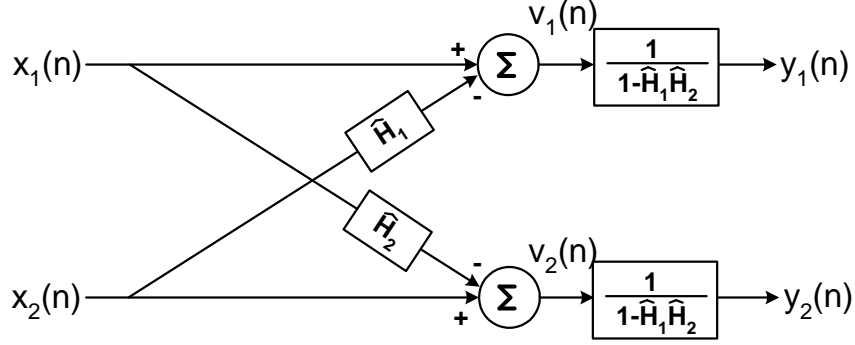 x₁(n)
+
Σ
-
v₁(n)
1
1-Ĥ₁Ĥ₂
y₁(n)
Ĥ₁
Ĥ₂
x₂(n)
-
+
Σ
v₂(n)
1
1-Ĥ₁Ĥ₂
y₂(n)